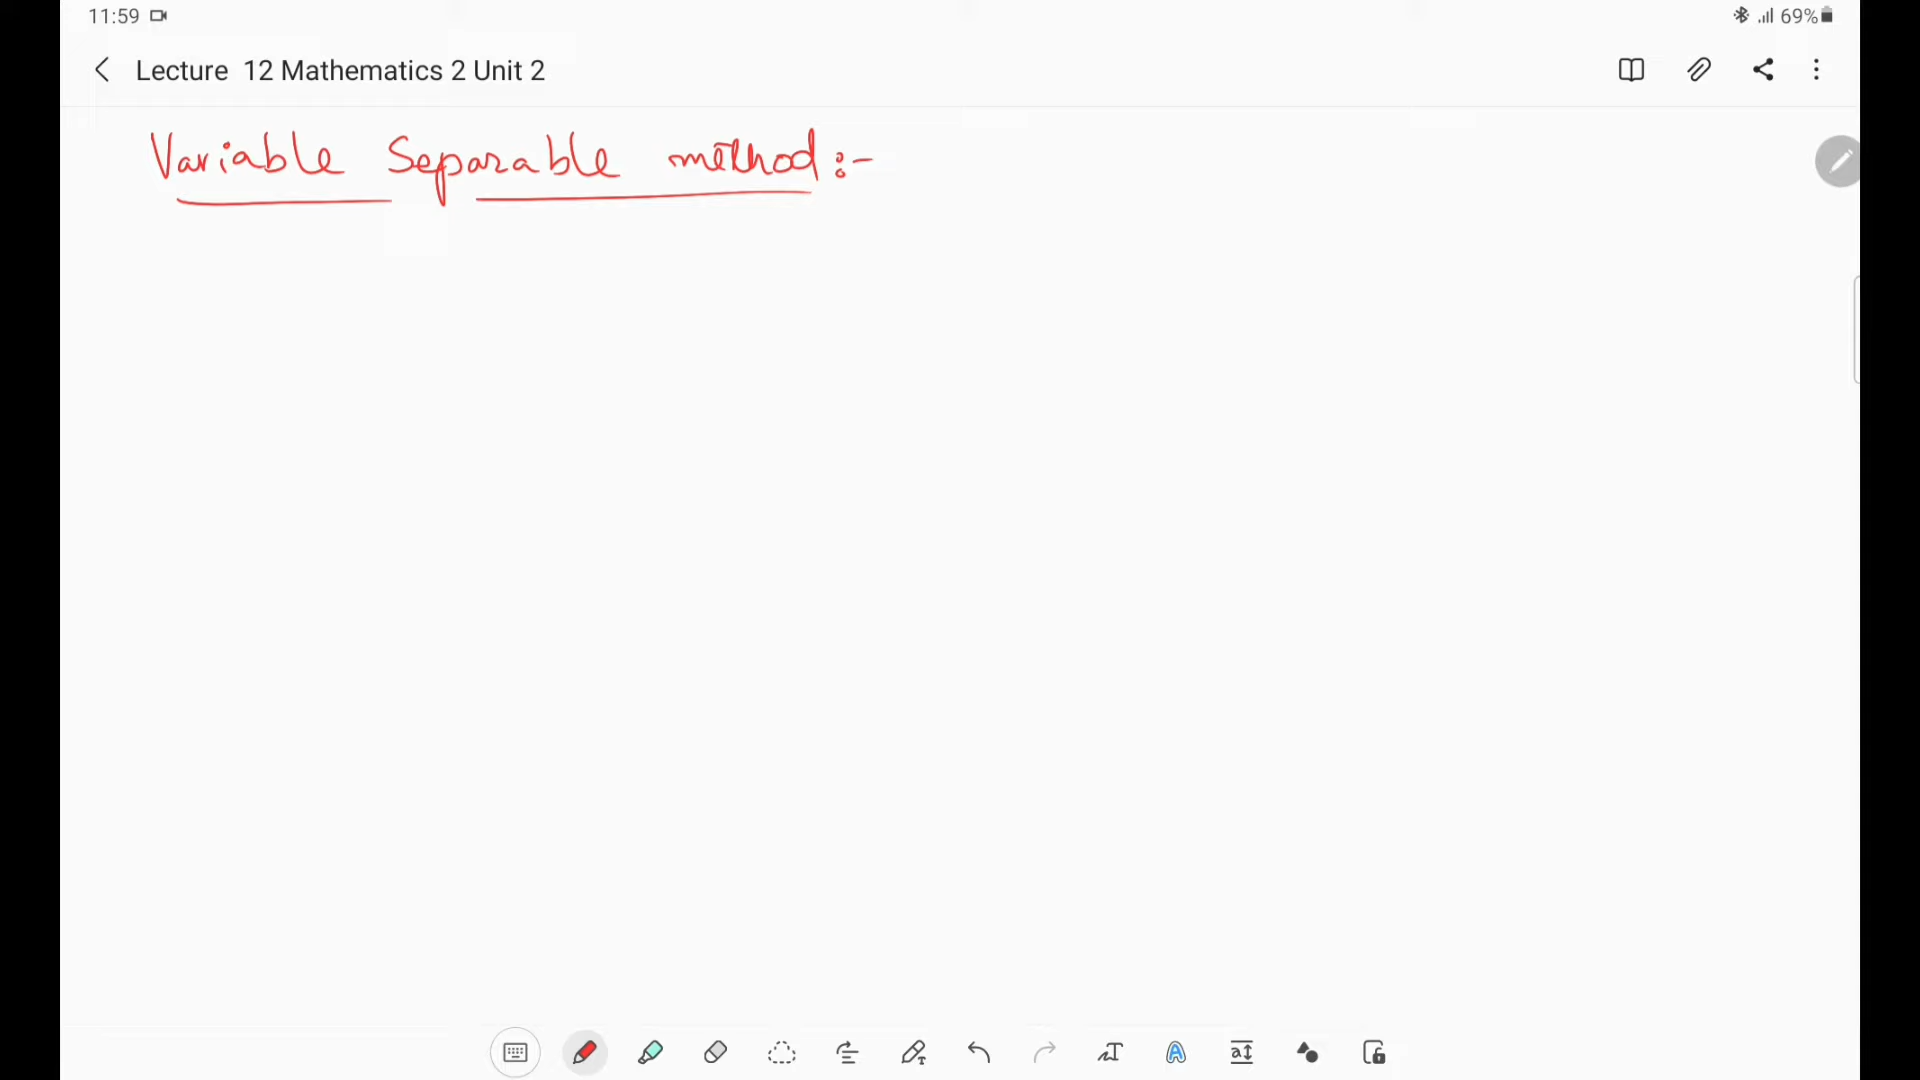 11:59
69%
Lecture 12 Mathematics 2 Unit 2
Variable Separable method :-